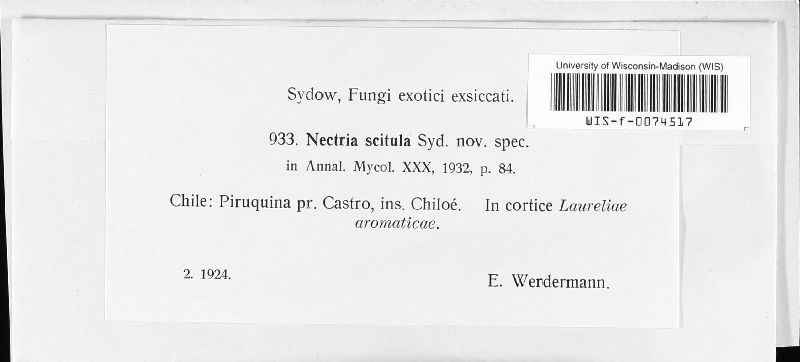 University of Wisconsin-Madison (WIS)
WIS-f-0074517
Sydow, Fungi exotici exsiccati.
933. Nectria scitula Syd. nov. spec.
in Annal. Mycol. XXX, 1932, p. 84.
Chile: Piruquina pr. Castro, ins. Chiloé. In cortice Laureliae
aromaticae.
2. 1924.
E. Werdermann.